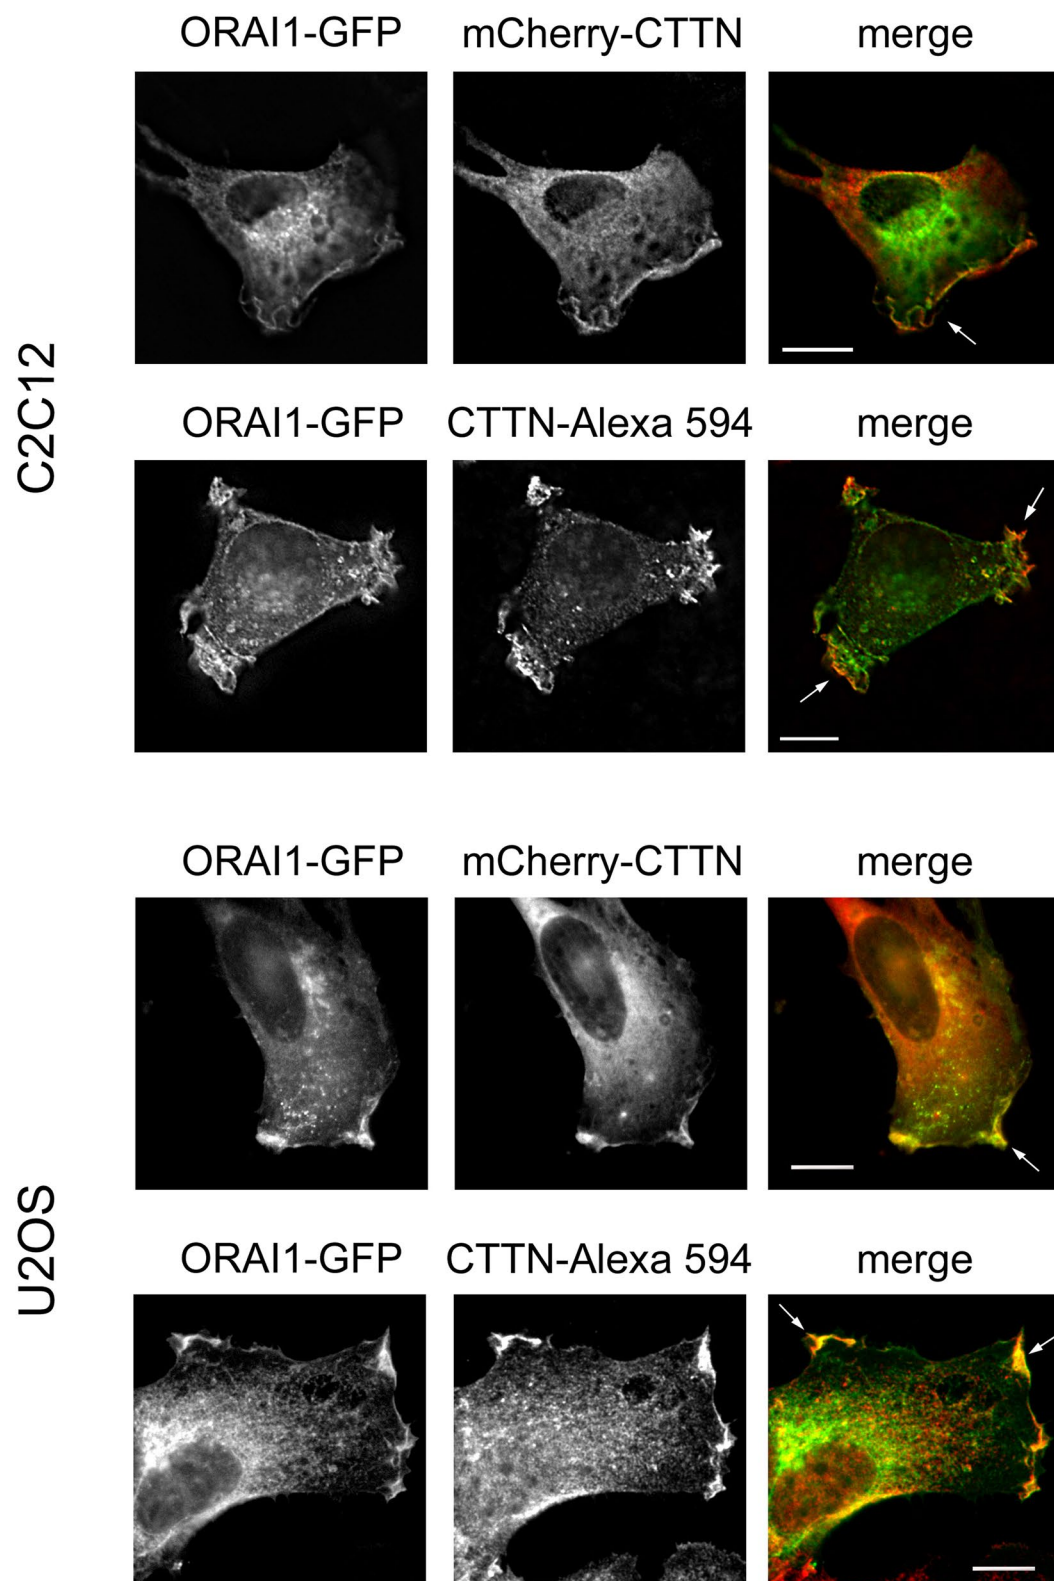 ORAI1-GFP mCherry-CTTN merge
C2C12
ORAI1-GFP CTTN-Alexa 594 merge
ORAI1-GFP mCherry-CTTN merge
U2OS
ORAI1-GFP CTTN-Alexa 594 merge